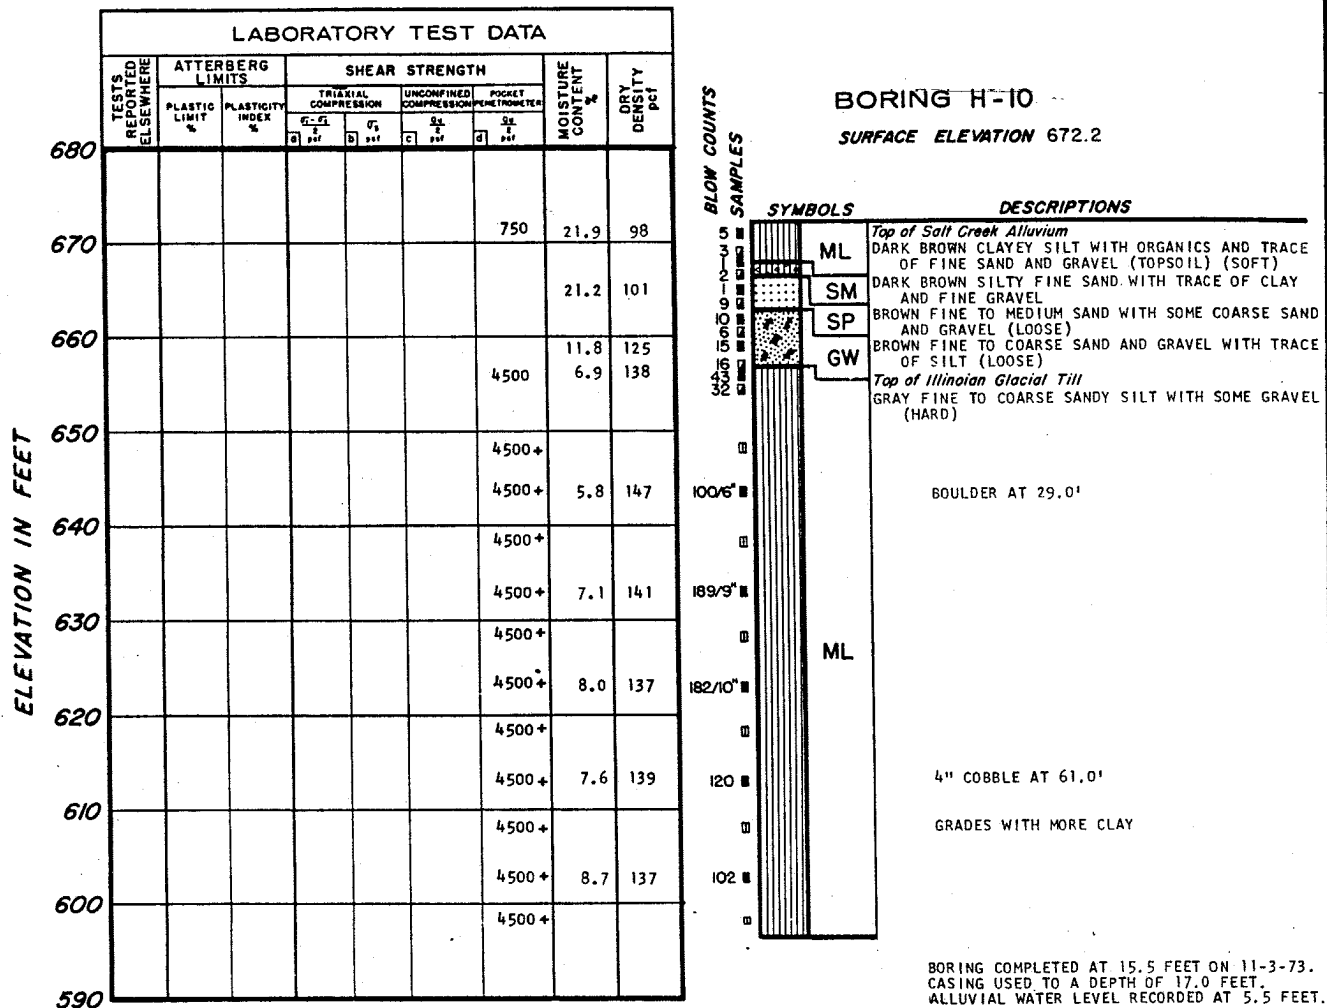 LABORATORY TEST DATA
TESTS REPORTED ELSEWHERE
ATTERBERG LIMITS
SHEAR STRENGTH
MOISTURE CONTENT %
DRY DENSITY pcf
PLASTIC LIMIT %
PLASTICITY INDEX %
TRIAXIAL COMPRESSION
UNCONFINED COMPRESSION
POCKET PENETROMETER
a psf
b psf
c psf
d psf
ELEVATION IN FEET
680
750 21.9 98
670
21.2 101
660
11.8 125
4500 6.9 138
650
4500+
4500+ 5.8 147
640
4500+
4500+ 7.1 141
630
4500+
4500+ 8.0 137
620
4500+
4500+ 7.6 139
610
4500+
4500+ 8.7 137
600
4500+
590
BORING H-10
SURFACE ELEVATION 672.2
BLOW COUNTS
SAMPLES
SYMBOLS
DESCRIPTIONS
5
3
1
2
1
9
10
6
15
16
43
32
100/6"
189/9"
182/10"
120
102
ML
SM
SP
GW
ML
Top of Salt Creek Alluvium
DARK BROWN CLAYEY SILT WITH ORGANICS AND TRACE
OF FINE SAND AND GRAVEL (TOPSOIL) (SOFT)
DARK BROWN SILTY FINE SAND WITH TRACE OF CLAY
AND FINE GRAVEL
BROWN FINE TO MEDIUM SAND WITH SOME COARSE SAND
AND GRAVEL (LOOSE)
BROWN FINE TO COARSE SAND AND GRAVEL WITH TRACE
OF SILT (LOOSE)
Top of Illinoian Glacial Till
GRAY FINE TO COARSE SANDY SILT WITH SOME GRAVEL
(HARD)
BOULDER AT 29.0'
4" COBBLE AT 61.0'
GRADES WITH MORE CLAY
BORING COMPLETED AT 15.5 FEET ON 11-3-73.
CASING USED TO A DEPTH OF 17.0 FEET.
ALLUVIAL WATER LEVEL RECORDED AT 5.5 FEET.